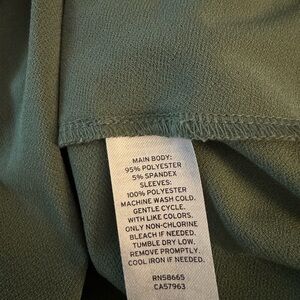 MAIN BODY:
95% POLYESTER
5% SPANDEX
SLEEVES:
100% POLYESTER
MACHINE WASH COLD.
GENTLE CYCLE.
WITH LIKE COLORS.
ONLY NON-CHLORINE
BLEACH IF NEEDED.
TUMBLE DRY LOW.
REMOVE PROMPTLY.
COOL IRON IF NEEDED.
RN58665
CA57963